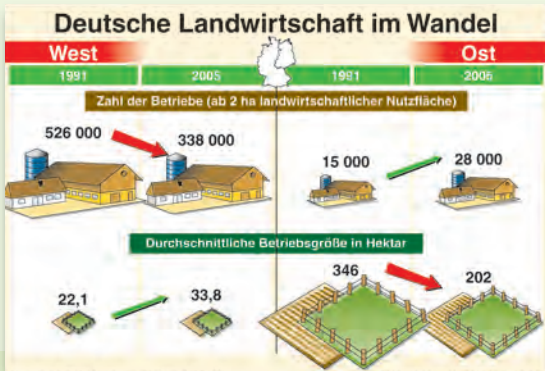 Deutsche Landwirtschaft im Wandel
West Ost
1991 2005 1991 2005
Zahl der Betriebe (ab 2 ha landwirtschaftlicher Nutzfläche)
526 000 338 000 15 000 28 000
Durchschnittliche Betriebsgröße in Hektar
22,1 33,8 346 202